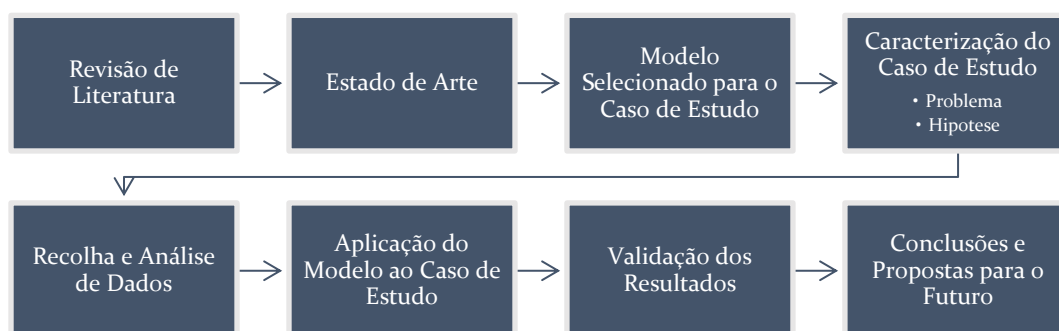 Revisão de
Literatura
Estado de Arte
Modelo
Selecionado para o
Caso de Estudo
Caracterização do
Caso de Estudo
• Problema
• Hipotese
Recolha e Análise
de Dados
Aplicação do
Modelo ao Caso de
Estudo
Validação dos
Resultados
Conclusões e
Propostas para o
Futuro